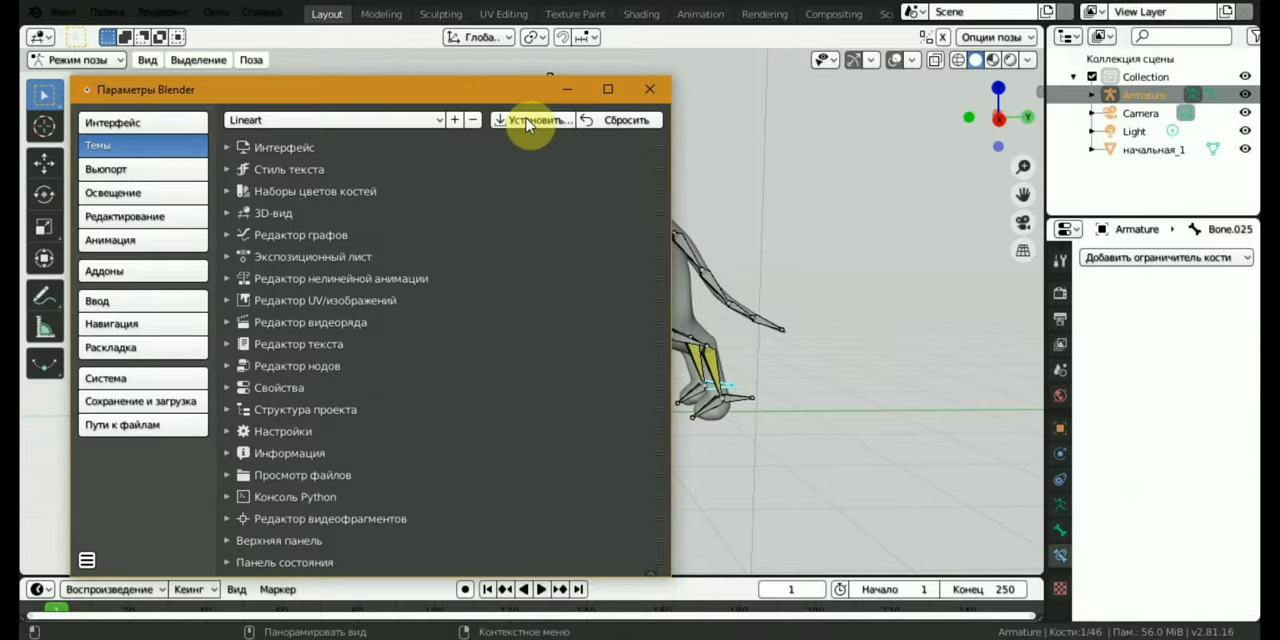 Файл Правка Рендеринг Окно Справка Layout Modeling Sculpting UV Editing Texture Paint Shading Animation Rendering Compositing Sc Scene View Layer
Глоба.. X Опции позы
Режим позы Вид Выделение Поза
Параметры Blender
Интерфейс
Темы
Вьюпорт
Освещение
Редактирование
Анимация
Аддоны
Ввод
Навигация
Раскладка
Система
Сохранение и загрузка
Пути к файлам
Lineart + − Установить... Сбросить
Интерфейс
Стиль текста
Наборы цветов костей
3D-вид
Редактор графов
Экспозиционный лист
Редактор нелинейной анимации
Редактор UV/изображений
Редактор видеоряда
Редактор текста
Редактор нодов
Свойства
Структура проекта
Настройки
Информация
Просмотр файлов
Консоль Python
Редактор видеофрагментов
Верхняя панель
Панель состояния
X Y
Коллекция сцены
Collection
Armature
Camera
Light
начальная_1
Armature Bone.025
Добавить ограничитель кости
Воспроизведение Кеинг Вид Маркер 1 Начало 1 Конец 250
Панорамировать вид Контекстное меню Armature | Кости:1/46 | Пам.: 56.0 MiB | v2.81.16